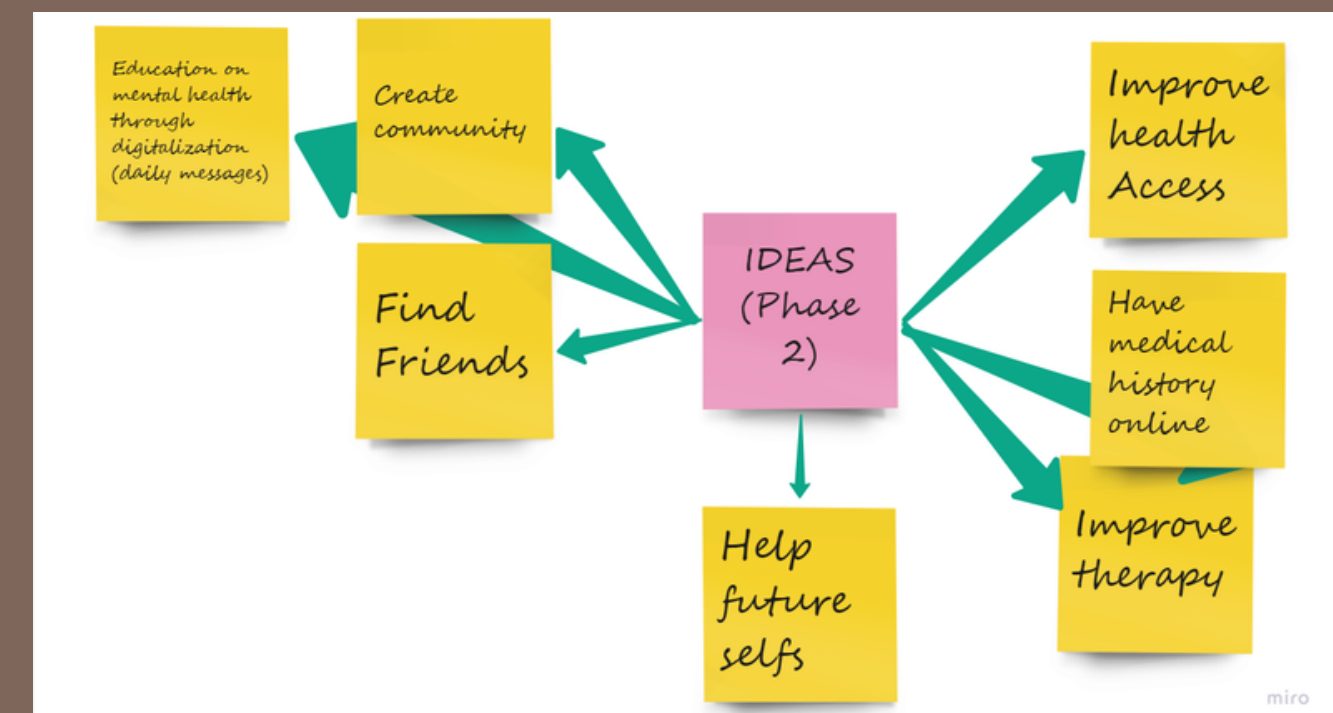 Education on
mental health
through
digitalization
(daily messages)
Create
community
Find
Friends
IDEAS
(Phase
2)
Help
future
selfs
Improve
health
Access
Have
medical
history
online
Improve
therapy
miro